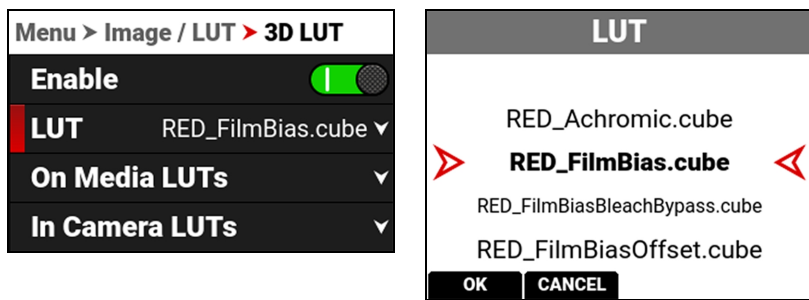 Menu > Image / LUT > 3D LUT
Enable
LUT RED_FilmBias.cube
On Media LUTs
In Camera LUTs
LUT
RED_Achromic.cube
RED_FilmBias.cube
RED_FilmBiasBleachBypass.cube
RED_FilmBiasOffset.cube
OK CANCEL